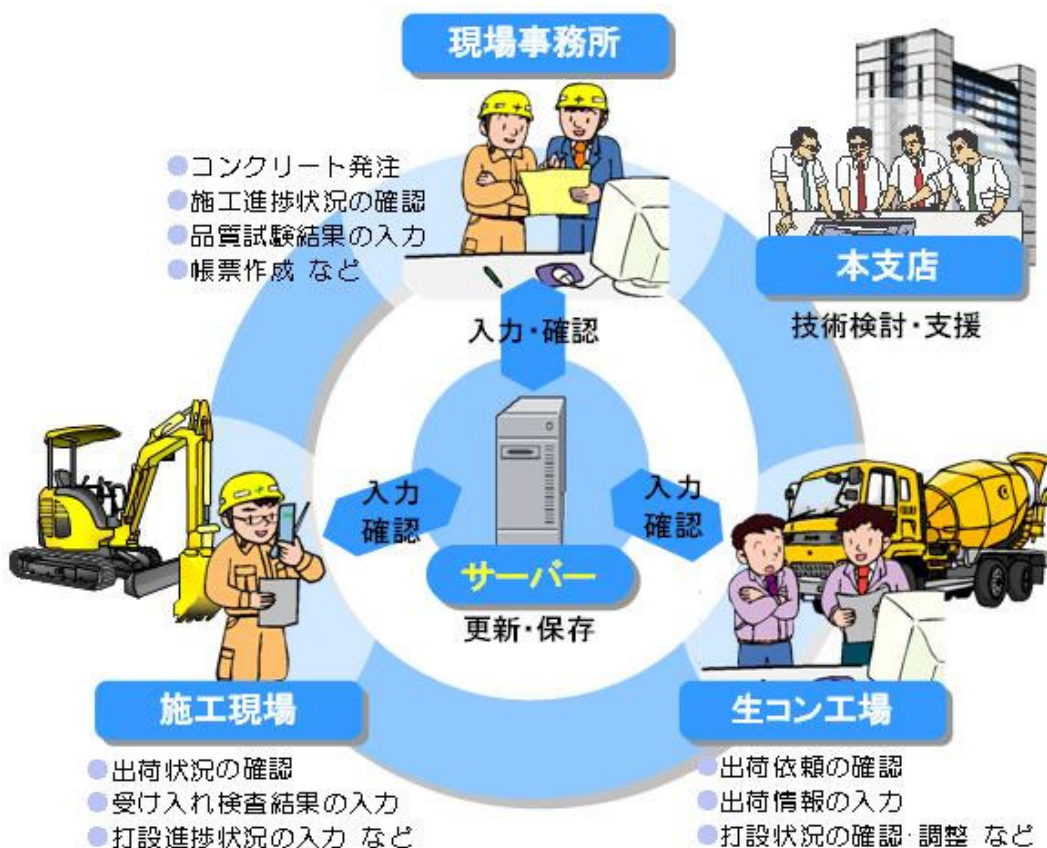 現場事務所
●コンクリート発注
●施工進捗状況の確認
●品質試験結果の入力
●帳票作成 など
本支店
技術検討・支援
入力・確認
入力
確認
入力
確認
サーバー
更新・保存
施工現場
●出荷状況の確認
●受け入れ検査結果の入力
●打設進捗状況の入力 など
生コン工場
●出荷依頼の確認
●出荷情報の入力
●打設状況の確認・調整 など